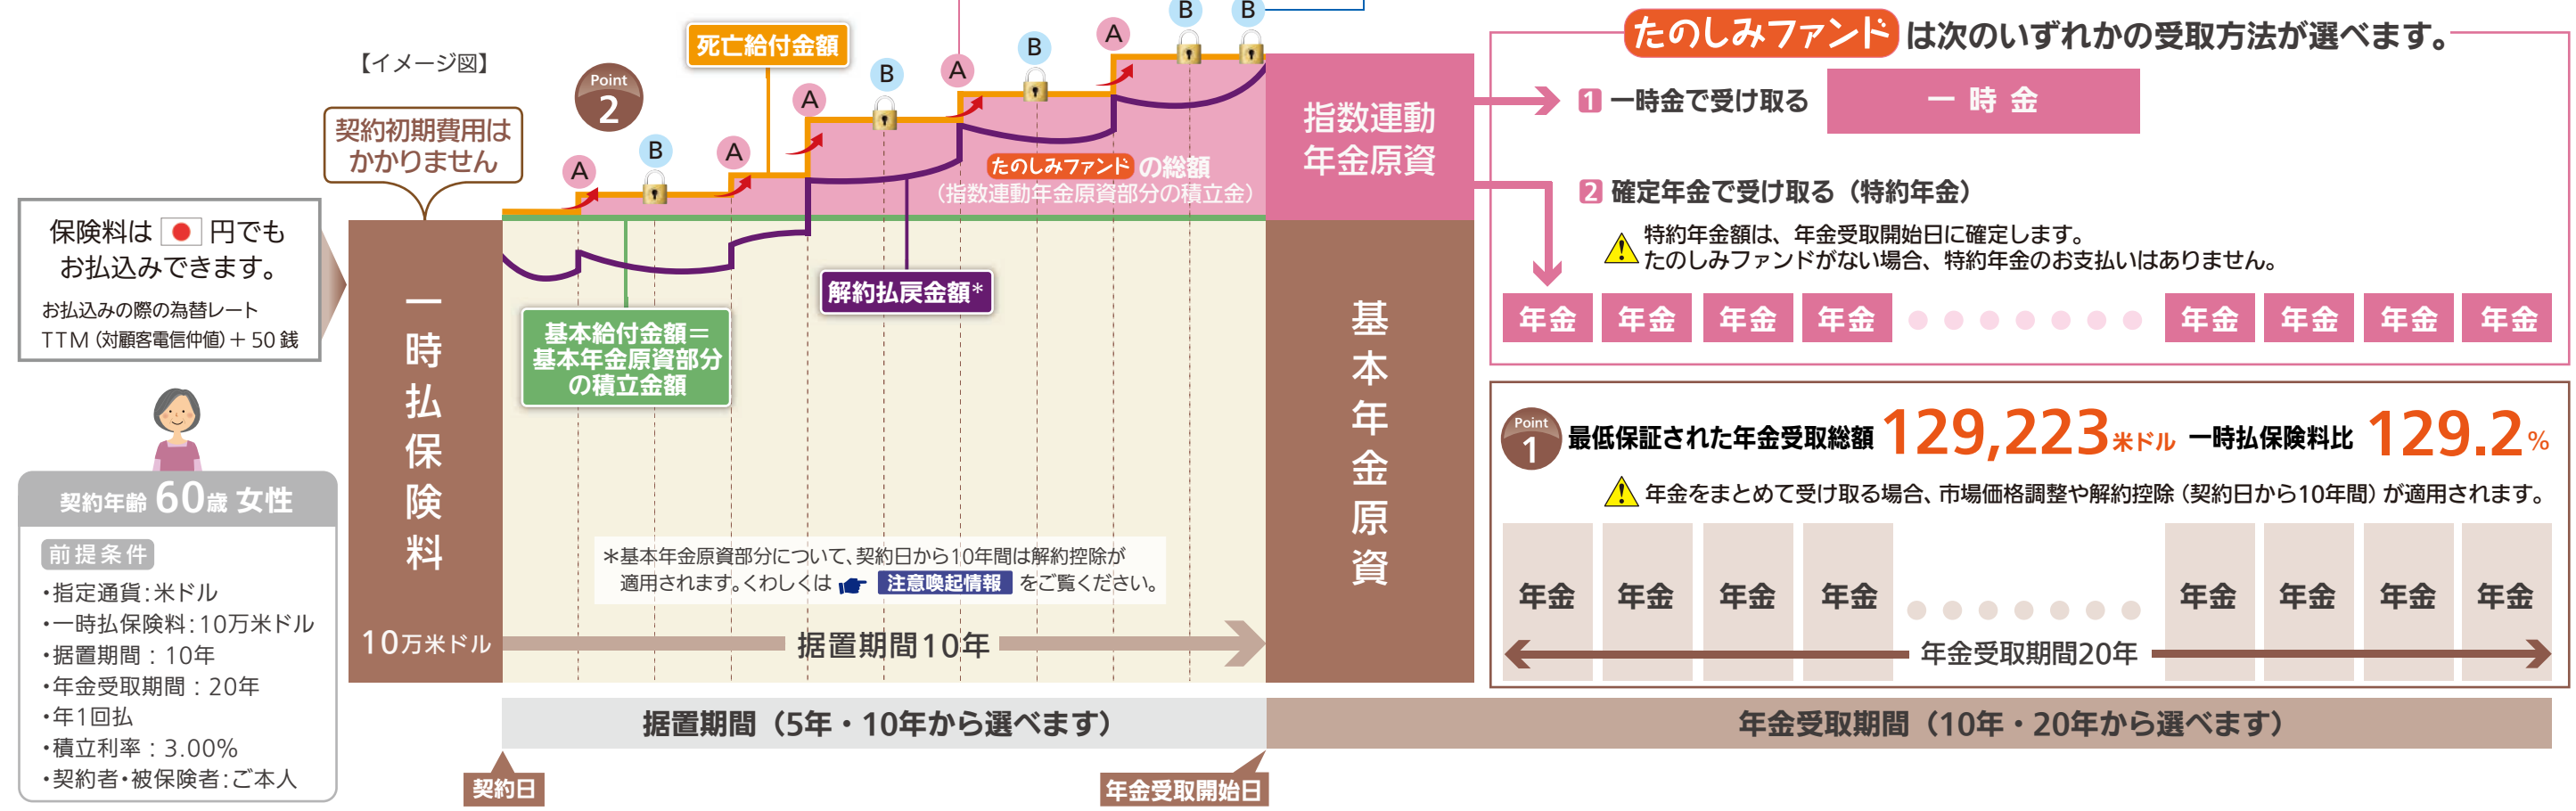 【イメージ図】
Point
2
死亡給付金額
A
B
A
A
B
A
B
A
B
B
契約初期費用は
かかりません
保険料は 円でも
お払込みできます。
お払込みの際の為替レート
TTM(対顧客電信仲値)+50銭
契約年齢60歳 女性
前提条件
・指定通貨:米ドル
・一時払保険料:10万米ドル
・据置期間:10年
・年金受取期間:20年
・年1回払
・積立利率:3.00%
・契約者・被保険者:ご本人
一時払保険料
10万米ドル
たのしみファンド の総額
(指数連動年金原資部分の積立金)
解約払戻金額*
基本給付金額=
基本年金原資部分
の積立金額
*基本年金原資部分について、契約日から10年間は解約控除が
適用されます。くわしくは 注意喚起情報 をご覧ください。
据置期間10年
指数連動
年金原資
基本年金原資
たのしみファンド は次のいずれかの受取方法が選べます。
1 一時金で受け取る
一時金
2 確定年金で受け取る(特約年金)
特約年金額は、年金受取開始日に確定します。
たのしみファンドがない場合、特約年金のお支払いはありません。
年金 年金 年金 年金 年金 年金 年金 年金
Point
1
最低保証された年金受取総額 129,223米ドル 一時払保険料比 129.2%
年金をまとめて受け取る場合、市場価格調整や解約控除(契約日から10年間)が適用されます。
年金 年金 年金 年金 年金 年金 年金 年金
年金受取期間20年
据置期間(5年・10年から選べます)
年金受取期間(10年・20年から選べます)
契約日
年金受取開始日